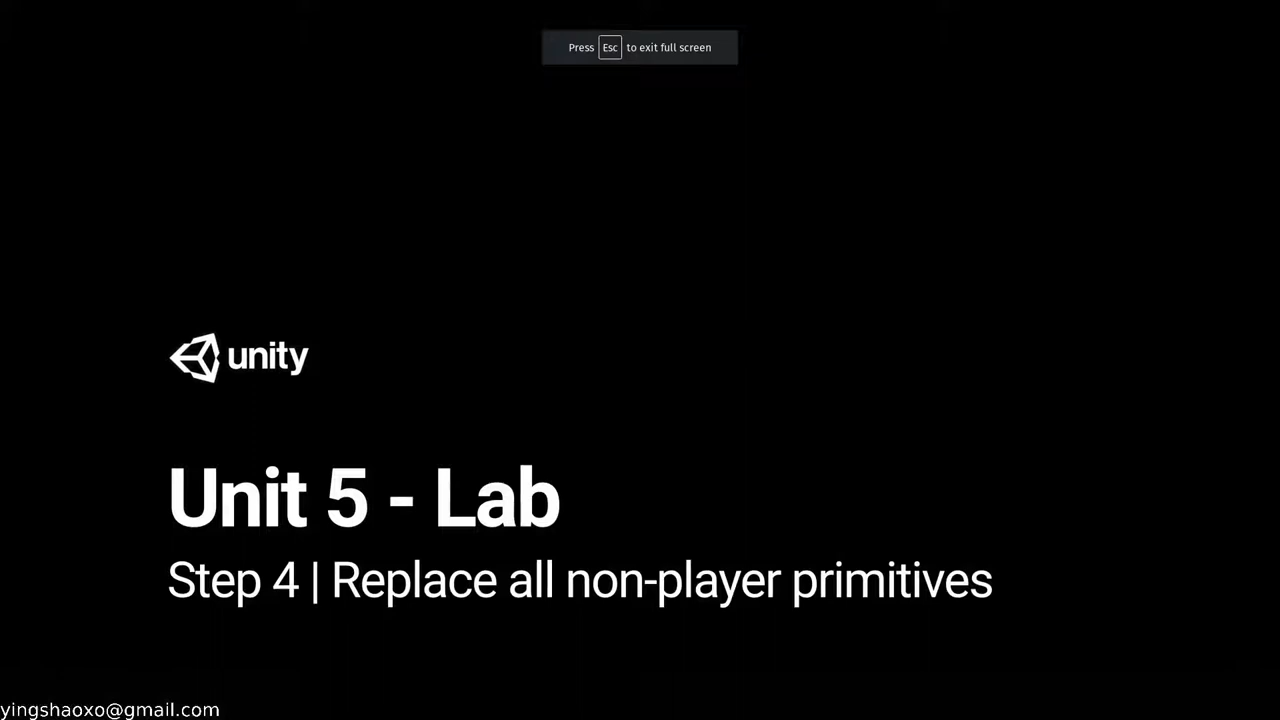 Press Esc to exit full screen
unity
Unit 5 - Lab
Step 4 | Replace all non-player primitives
yingshaoxo@gmail.com